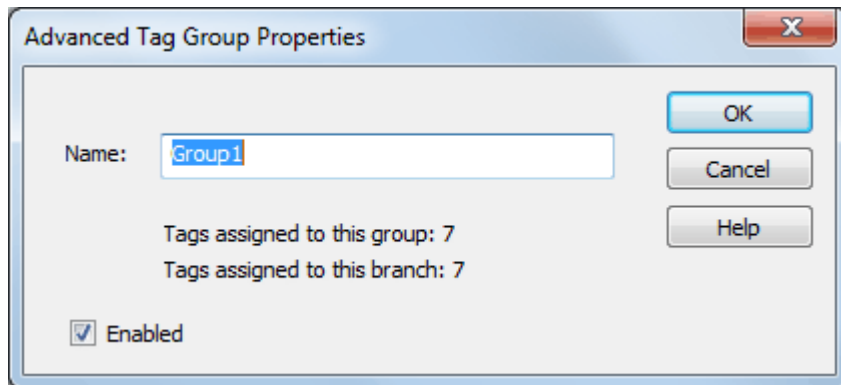 Advanced Tag Group Properties
OK
Name: Group1
Cancel
Help
Tags assigned to this group: 7
Tags assigned to this branch: 7
Enabled